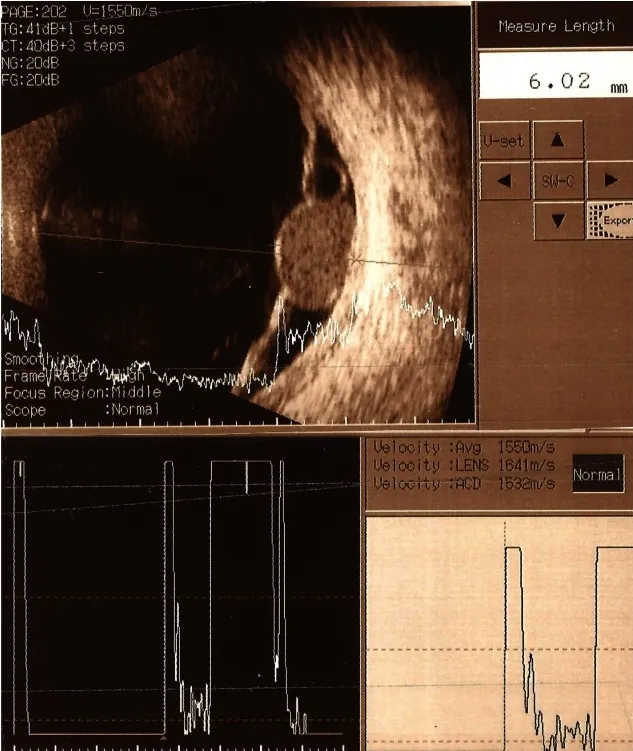 PAGE:202 V=1550m/s
TG:41dB+1 steps
CT:40dB+3 steps
NG:20dB
FG:20dB
Measure Length
6.02 mm
V-set
SW-C
Expor
Smoothing
Frame Rate :High
Focus Region:Middle
Scope :Normal
Velocity :Avg 1550m/s
Velocity :LENS 1641m/s
Velocity :ACD 1532m/s
Normal